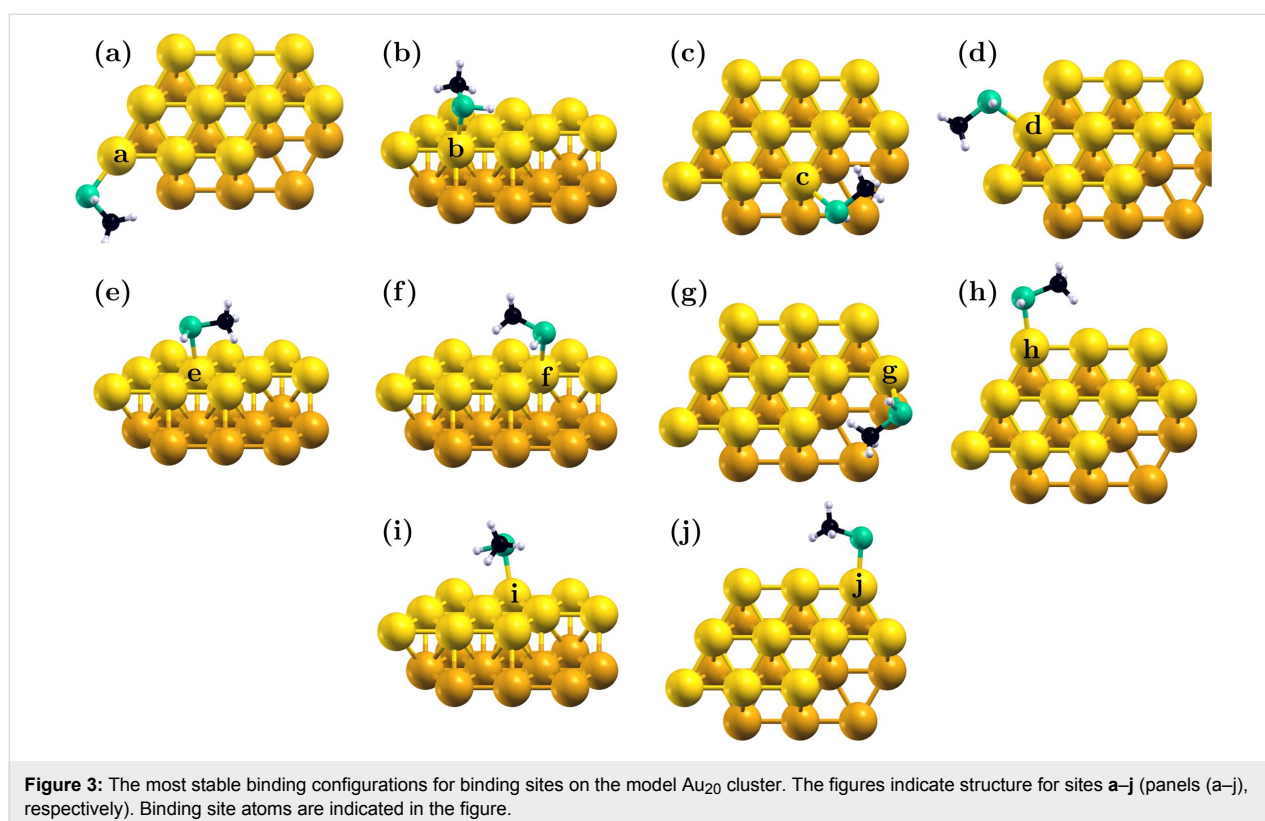 (a) (b) (c) (d)
a b c d
(e) (f) (g) (h)
e f g h
(i) (j)
i j
Figure 3: The most stable binding configurations for binding sites on the model Au20 cluster. The figures indicate structure for sites a–j (panels (a–j),
respectively). Binding site atoms are indicated in the figure.